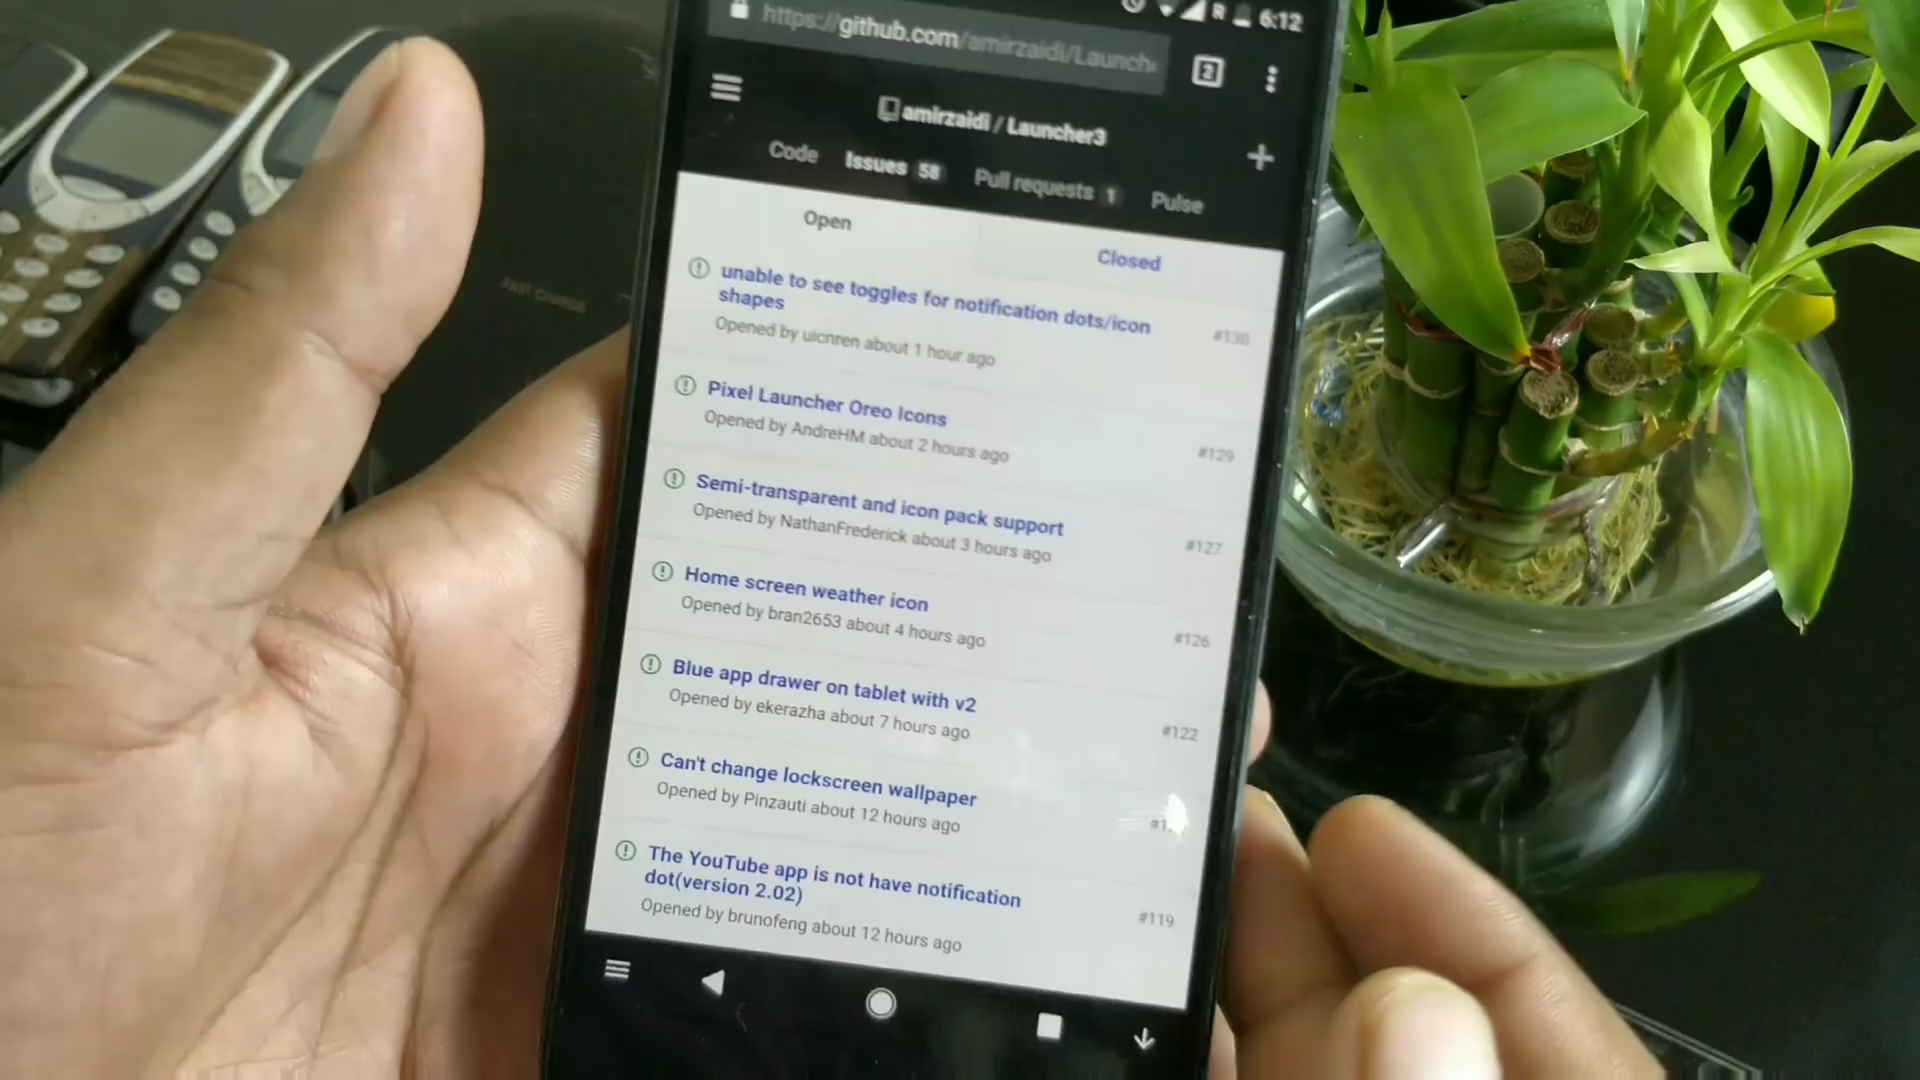 6:12
https://github.com/amirzaidi/Launch
2
amirzaidi / Launcher3
Code Issues 58 Pull requests 1 Pulse
Open Closed
unable to see toggles for notification dots/icon
shapes
#130
Opened by uicnren about 1 hour ago
Pixel Launcher Oreo Icons
Opened by AndreHM about 2 hours ago
#129
Semi-transparent and icon pack support
Opened by NathanFrederick about 3 hours ago
#127
Home screen weather icon
Opened by bran2653 about 4 hours ago
#126
Blue app drawer on tablet with v2
Opened by ekerazha about 7 hours ago
#122
Can't change lockscreen wallpaper
Opened by Pinzauti about 12 hours ago
The YouTube app is not have notification
dot(version 2.02)
Opened by brunofeng about 12 hours ago
#119
FAST CHARGE